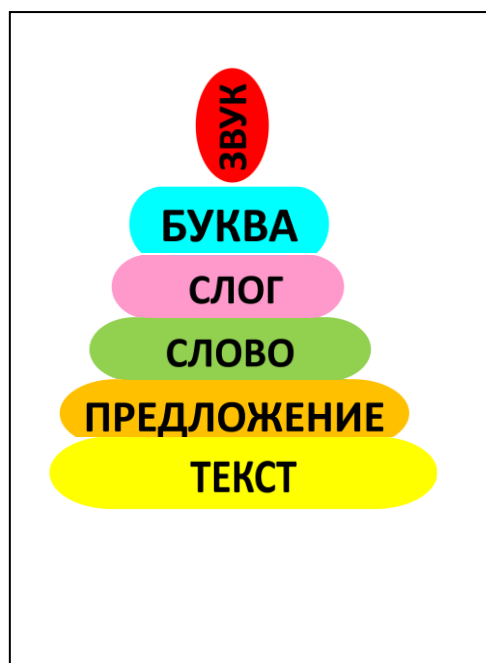 ЗВУК
БУКВА
СЛОГ
СЛОВО
ПРЕДЛОЖЕНИЕ
ТЕКСТ